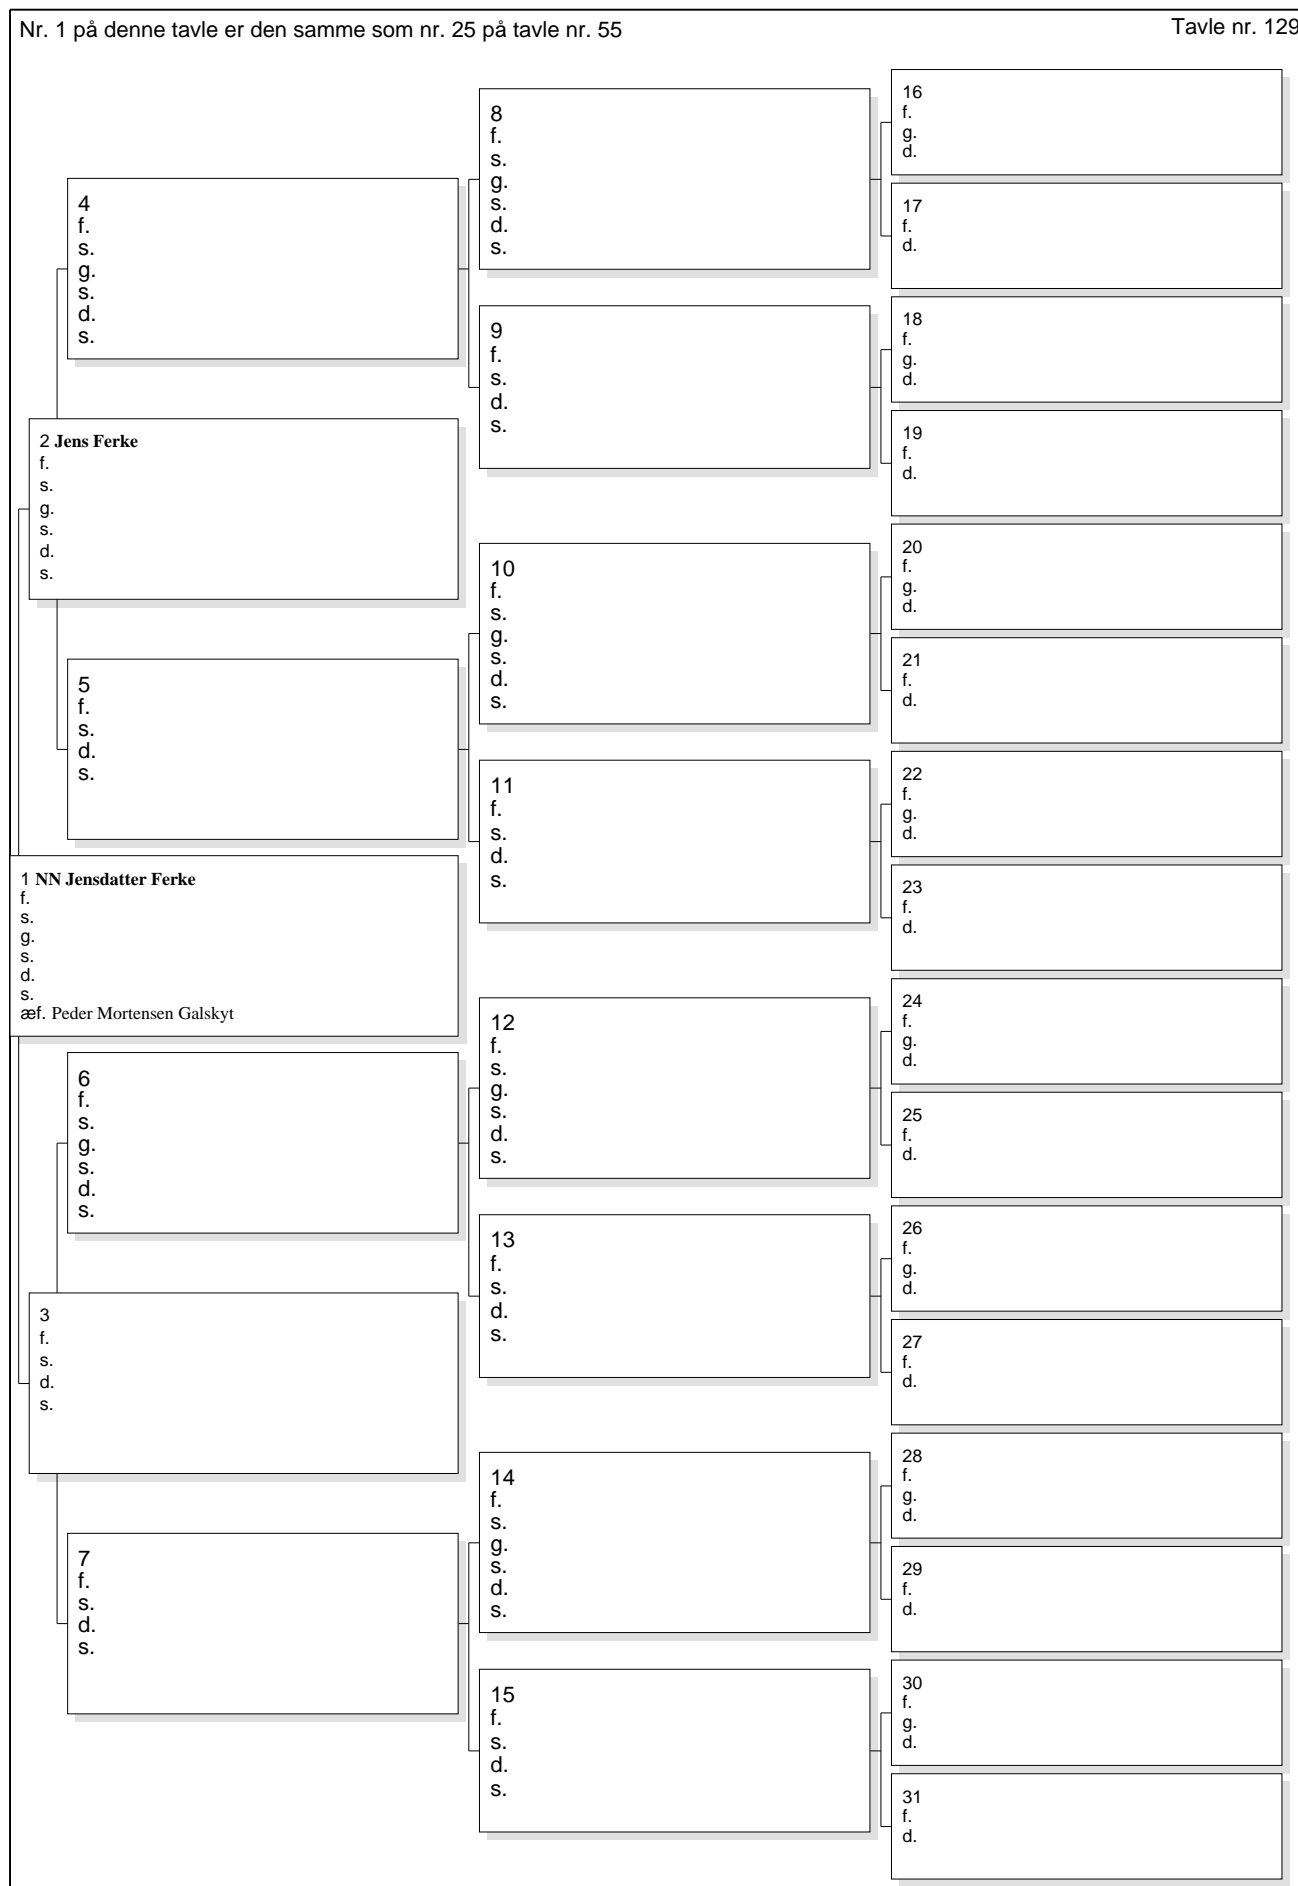 Nr. 1 på denne tavle er den samme som nr. 25 på tavle nr. 55
Tavle nr. 129
4
f.
s.
g.
s.
d.
s.
2 Jens Ferke
f.
s.
g.
s.
d.
s.
5
f.
s.
d.
s.
1 NN Jensdatter Ferke
f.
s.
g.
s.
d.
s.
æf. Peder Mortensen Galskyt
6
f.
s.
g.
s.
d.
s.
3
f.
s.
d.
s.
7
f.
s.
d.
s.
8
f.
s.
g.
s.
d.
s.
9
f.
s.
d.
s.
10
f.
s.
g.
s.
d.
s.
11
f.
s.
d.
s.
12
f.
s.
g.
s.
d.
s.
13
f.
s.
d.
s.
14
f.
s.
g.
s.
d.
s.
15
f.
s.
d.
s.
16
f.
g.
d.
17
f.
d.
18
f.
g.
d.
19
f.
d.
20
f.
g.
d.
21
f.
d.
22
f.
g.
d.
23
f.
d.
24
f.
g.
d.
25
f.
d.
26
f.
g.
d.
27
f.
d.
28
f.
g.
d.
29
f.
d.
30
f.
g.
d.
31
f.
d.